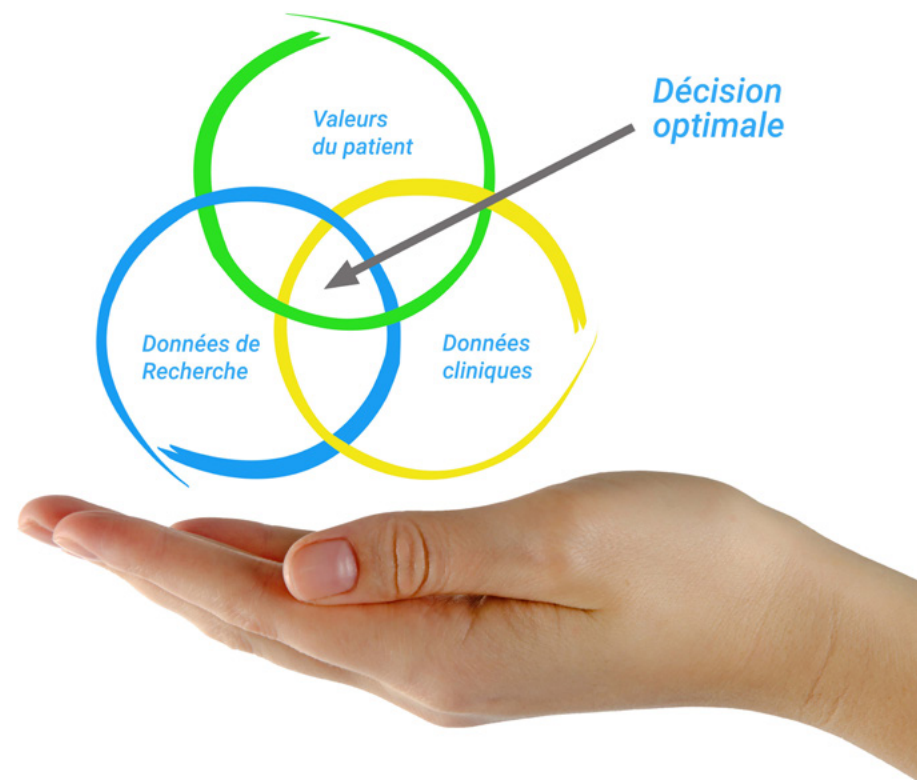 Valeurs
du patient
Décision
optimale
Données de
Recherche
Données
cliniques